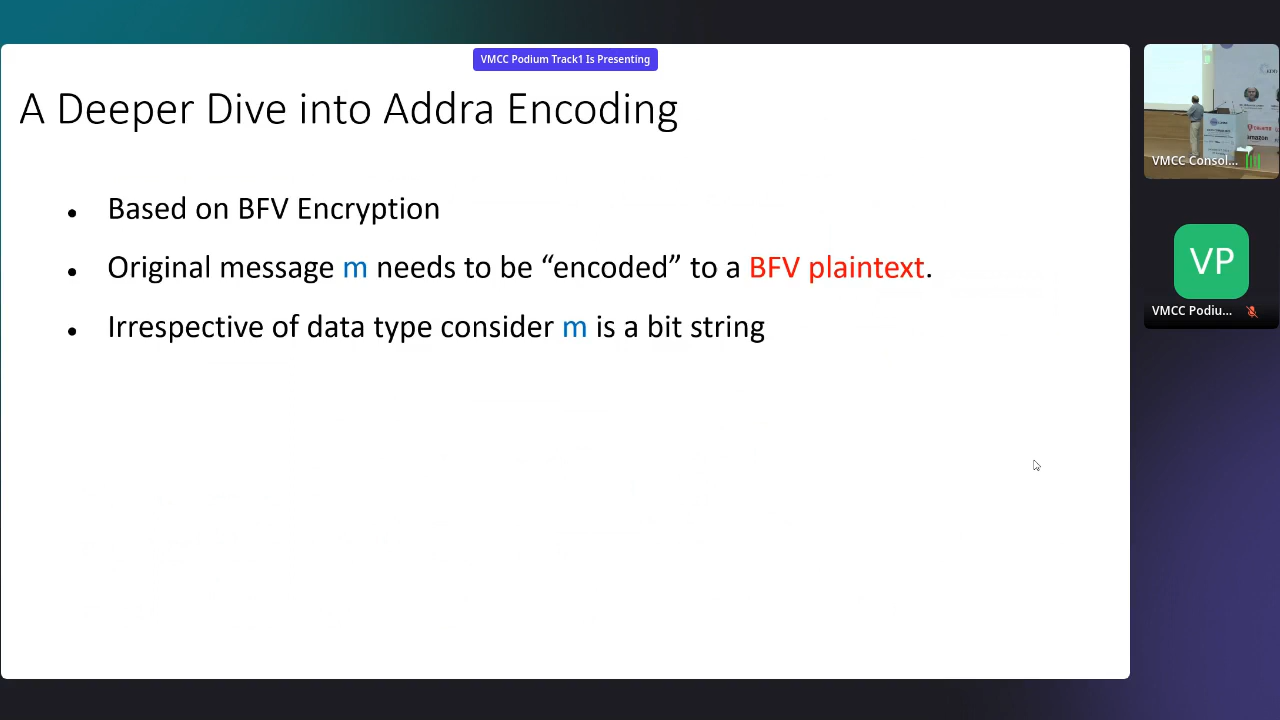 VMCC Podium Track1 Is Presenting
A Deeper Dive into Addra Encoding
• Based on BFV Encryption
• Original message m needs to be “encoded” to a BFV plaintext.
• Irrespective of data type consider m is a bit string
VMCC Consol...
VP
VMCC Podiu...
amazon